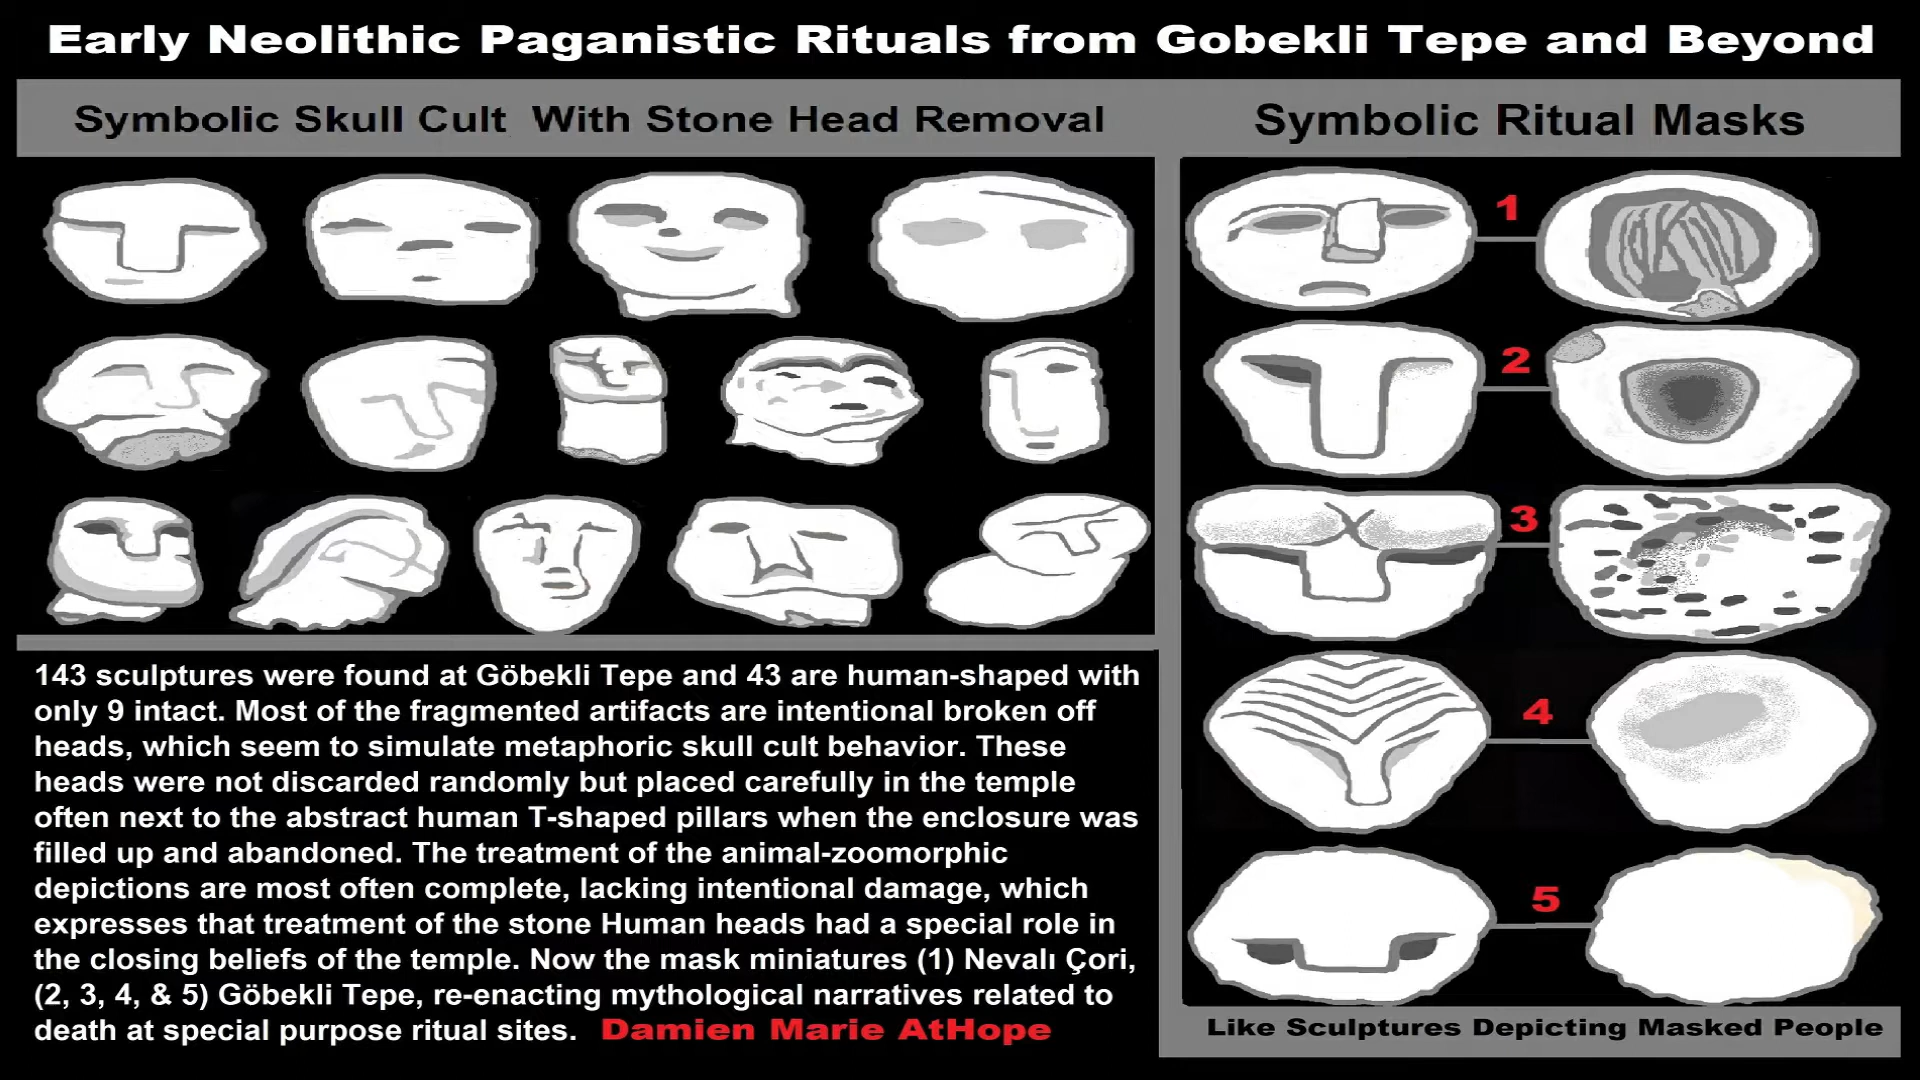 Early Neolithic Paganistic Rituals from Gobekli Tepe and Beyond
Symbolic Skull Cult With Stone Head Removal
Symbolic Ritual Masks
1
2
3
4
5
143 sculptures were found at Göbekli Tepe and 43 are human-shaped with
only 9 intact. Most of the fragmented artifacts are intentional broken off
heads, which seem to simulate metaphoric skull cult behavior. These
heads were not discarded randomly but placed carefully in the temple
often next to the abstract human T-shaped pillars when the enclosure was
filled up and abandoned. The treatment of the animal-zoomorphic
depictions are most often complete, lacking intentional damage, which
expresses that treatment of the stone Human heads had a special role in
the closing beliefs of the temple. Now the mask miniatures (1) Nevalı Çori,
(2, 3, 4, & 5) Göbekli Tepe, re-enacting mythological narratives related to
death at special purpose ritual sites. Damien Marie AtHope
Like Sculptures Depicting Masked People